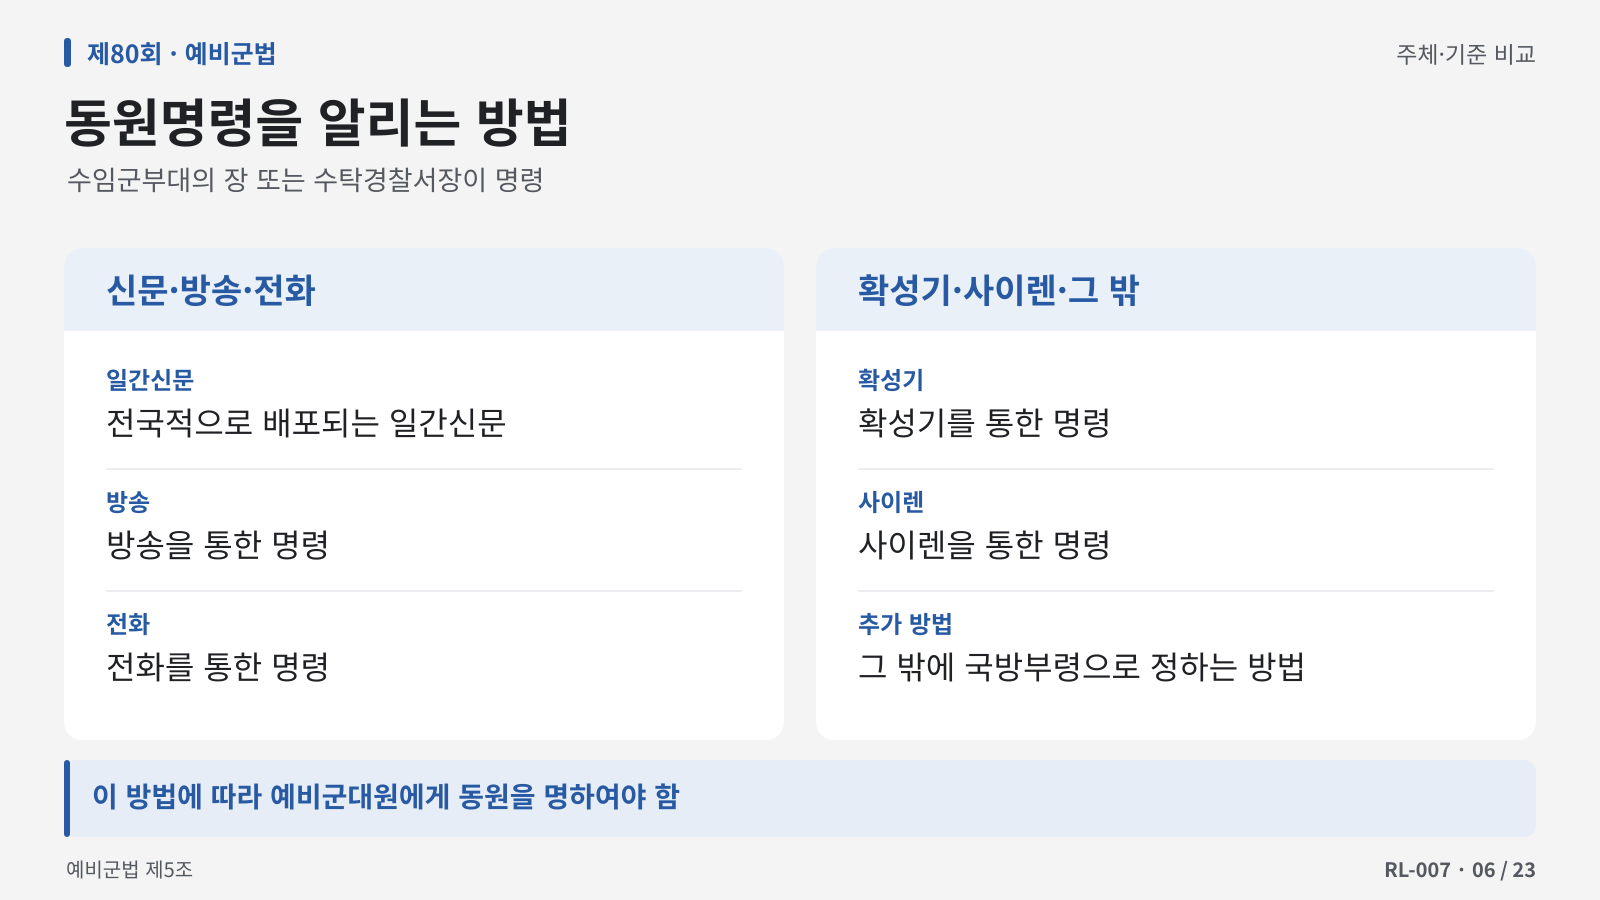 제80회 · 예비군법
주체·기준 비교
동원명령을 알리는 방법
수임군부대의 장 또는 수탁경찰서장이 명령
신문·방송·전화
일간신문
전국적으로 배포되는 일간신문
방송
방송을 통한 명령
전화
전화를 통한 명령
확성기·사이렌·그 밖
확성기
확성기를 통한 명령
사이렌
사이렌을 통한 명령
추가 방법
그 밖에 국방부령으로 정하는 방법
이 방법에 따라 예비군대원에게 동원을 명하여야 함
예비군법 제5조
RL-007 · 06 / 23